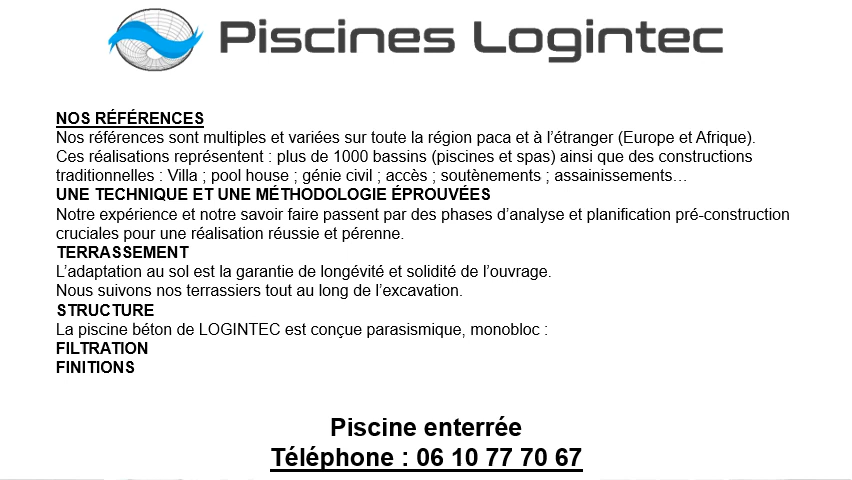 Piscines Logintec
NOS RÉFÉRENCES
Nos références sont multiples et variées sur toute la région paca et à l’étranger (Europe et Afrique).
Ces réalisations représentent : plus de 1000 bassins (piscines et spas) ainsi que des constructions
traditionnelles : Villa ; pool house ; génie civil ; accès ; soutènements ; assainissements…
UNE TECHNIQUE ET UNE MÉTHODOLOGIE ÉPROUVÉES
Notre expérience et notre savoir faire passent par des phases d’analyse et planification pré-construction
cruciales pour une réalisation réussie et pérenne.
TERRASSEMENT
L’adaptation au sol est la garantie de longévité et solidité de l’ouvrage.
Nous suivons nos terrassiers tout au long de l’excavation.
STRUCTURE
La piscine béton de LOGINTEC est conçue parasismique, monobloc :
FILTRATION
FINITIONS
Piscine enterrée
Téléphone : 06 10 77 70 67